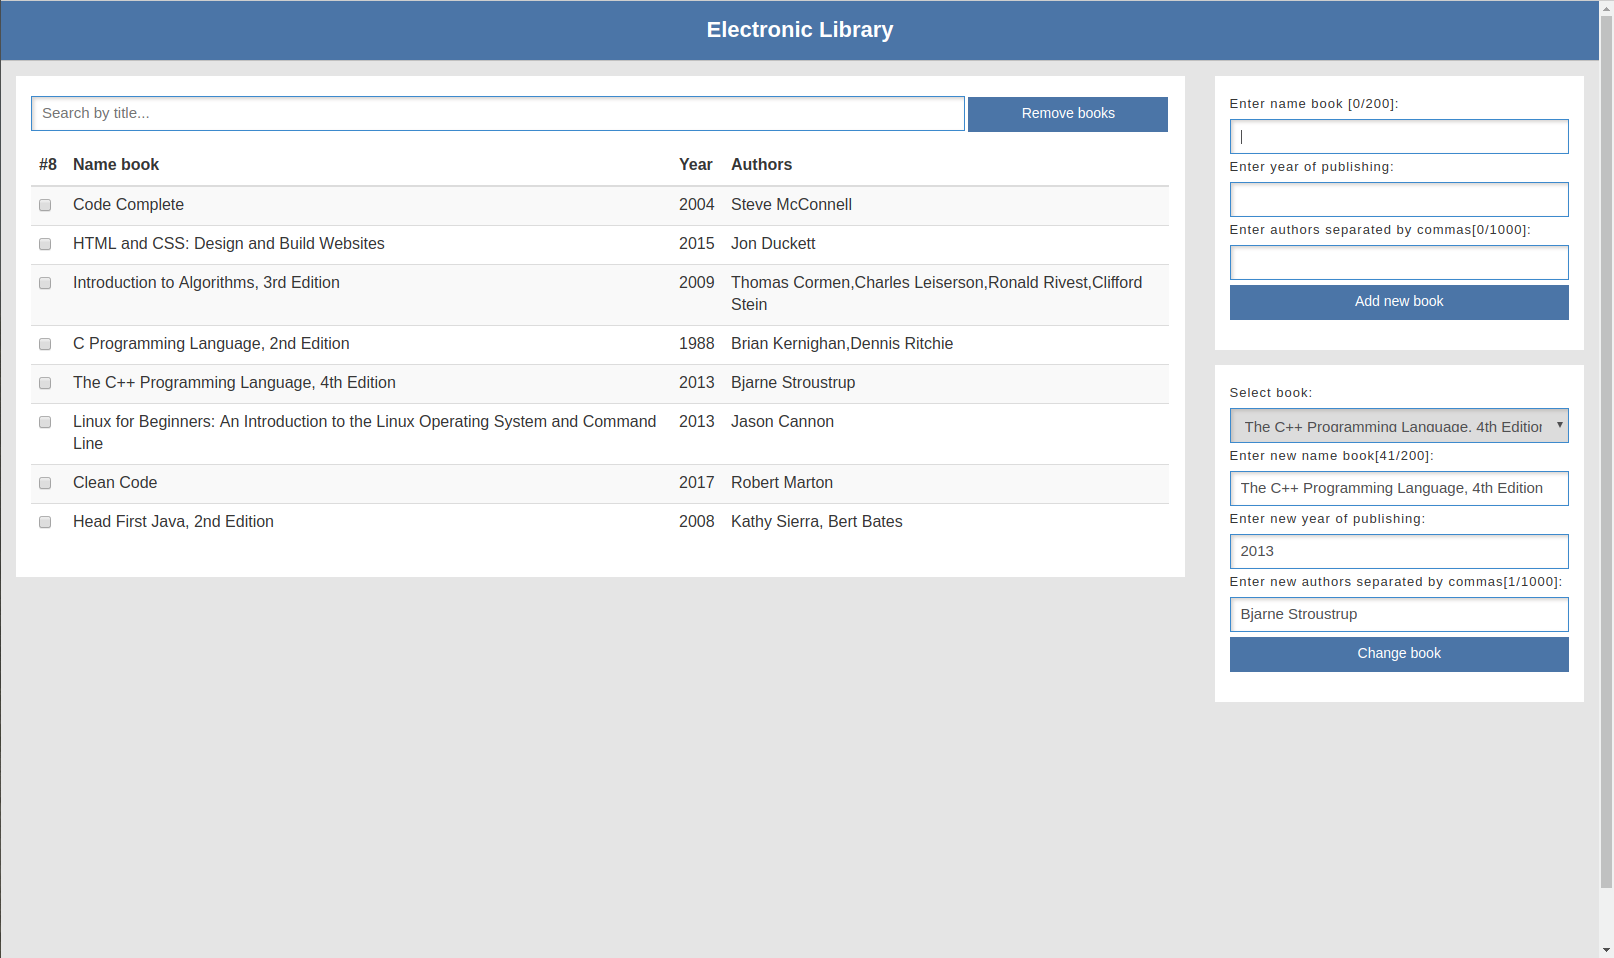 Electronic Library
Search by title...
Remove books
#8 Name book Year Authors
Code Complete 2004 Steve McConnell
HTML and CSS: Design and Build Websites 2015 Jon Duckett
Introduction to Algorithms, 3rd Edition 2009 Thomas Cormen,Charles Leiserson,Ronald Rivest,Clifford
Stein
C Programming Language, 2nd Edition 1988 Brian Kernighan,Dennis Ritchie
The C++ Programming Language, 4th Edition 2013 Bjarne Stroustrup
Linux for Beginners: An Introduction to the Linux Operating System and Command 2013 Jason Cannon
Line
Clean Code 2017 Robert Marton
Head First Java, 2nd Edition 2008 Kathy Sierra, Bert Bates
Enter name book [0/200]:
Enter year of publishing:
Enter authors separated by commas[0/1000]:
Add new book
Select book:
The C++ Programming Language, 4th Edition
Enter new name book[41/200]:
The C++ Programming Language, 4th Edition
Enter new year of publishing:
2013
Enter new authors separated by commas[1/1000]:
Bjarne Stroustrup
Change book